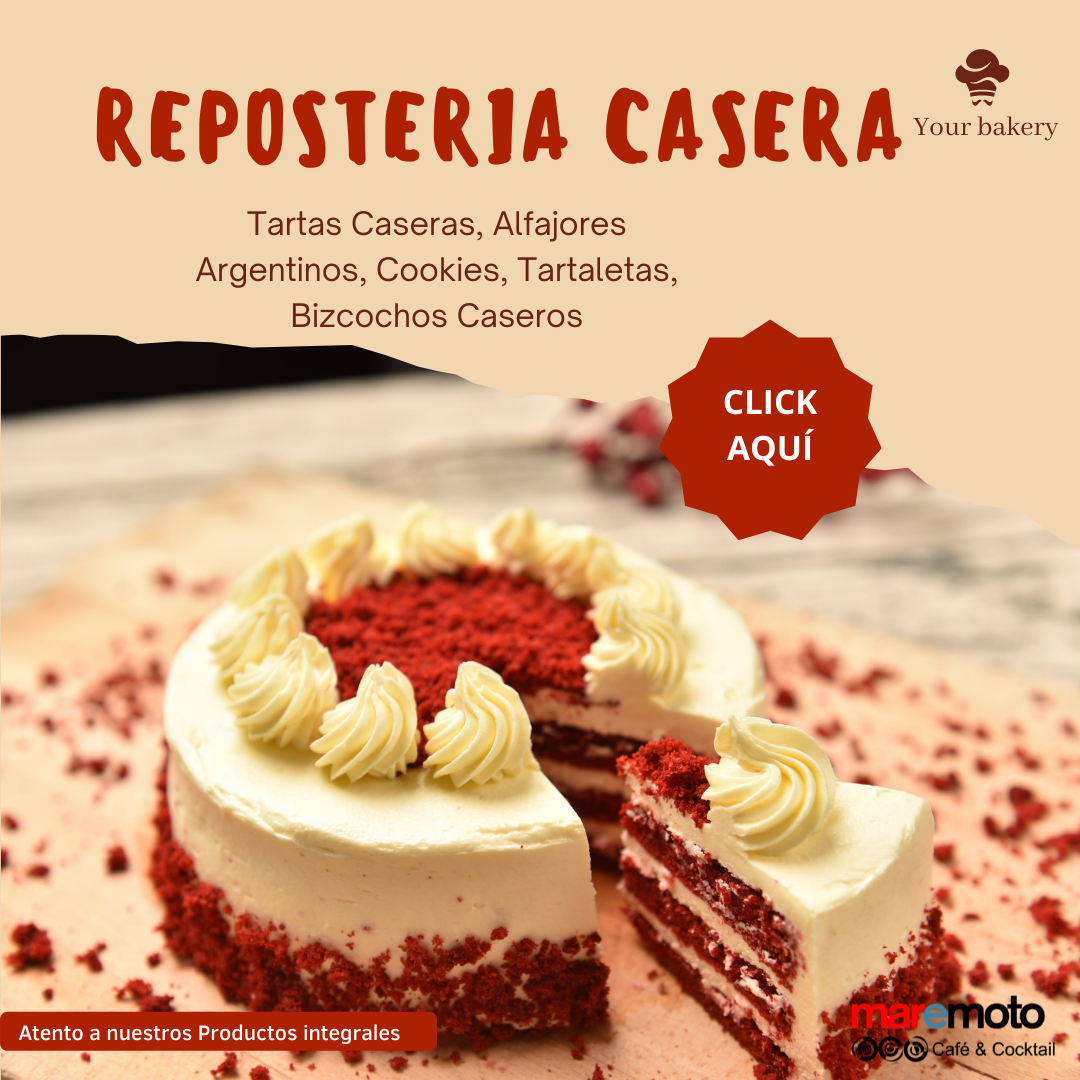 REPOSTERIA CASERA
Your bakery
Tartas Caseras, Alfajores
Argentinos, Cookies, Tartaletas,
Bizcochos Caseros
CLICK
AQUÍ
Atento a nuestros Productos integrales
maremoto
Café & Cocktail